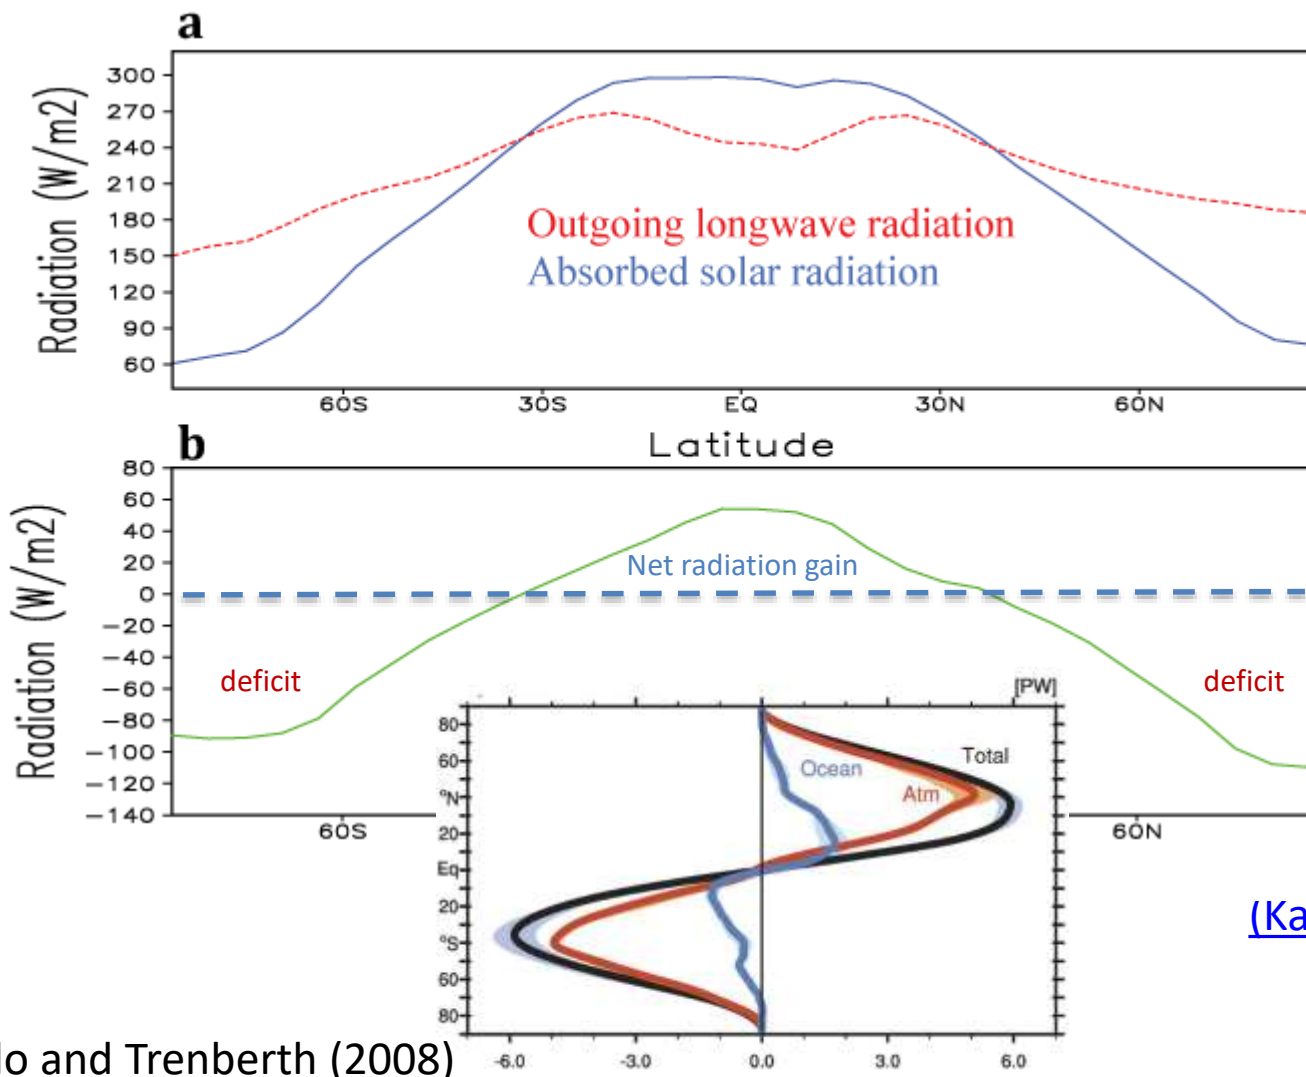 a
Radiation (W/m2)
300
270
240
210
180
150
120
90
60
Outgoing longwave radiation
Absorbed solar radiation
60S 30S EQ 30N 60N
Latitude
b
Radiation (W/m2)
80
60
40
20
0
−20
−40
−60
−80
−100
−120
−140
Net radiation gain
deficit
deficit
60S 60N
[PW]
80
60
°N
20
Eq
20
°S
60
80
Total
Ocean
Atm
-6.0 -3.0 0.0 3.0 6.0
(Ka
lo and Trenberth (2008)